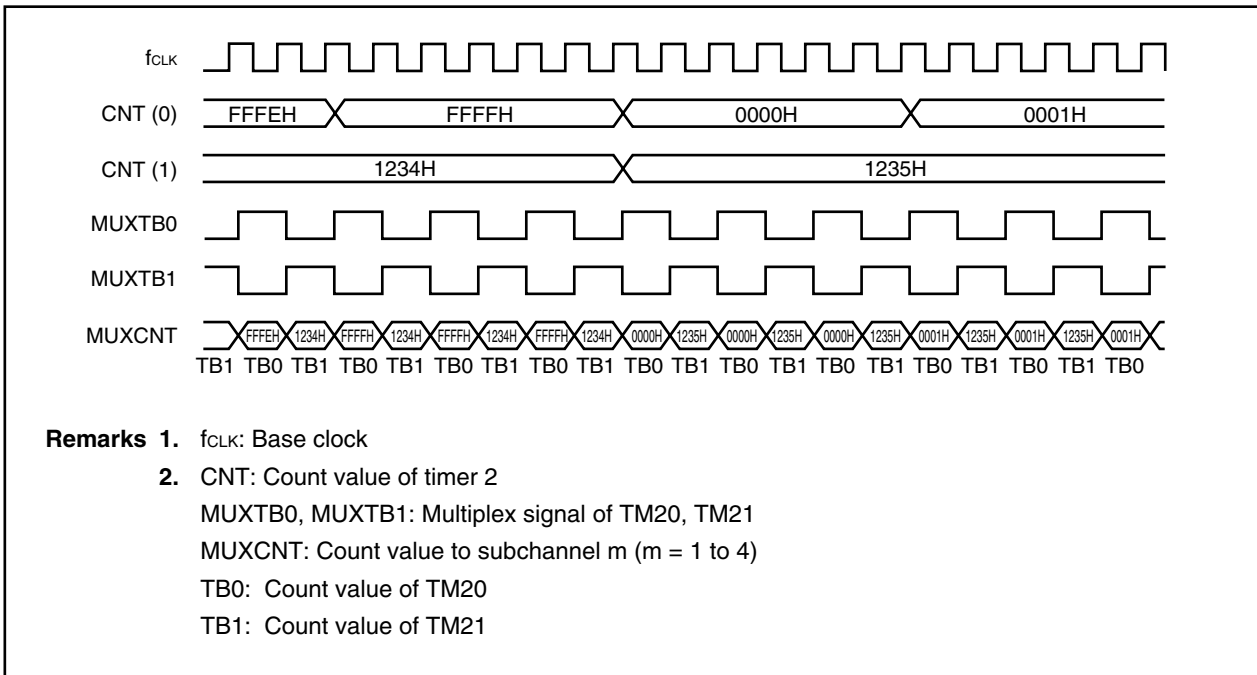 fCLK
CNT (0) FFFEH FFFFH 0000H 0001H
CNT (1) 1234H 1235H
MUXTB0
MUXTB1
MUXCNT FFFEH 1234H FFFFH 1234H FFFFH 1234H FFFFH 1234H 0000H 1235H 0000H 1235H 0000H 1235H 0001H 1235H 0001H 1235H 0001H
TB1 TB0 TB1 TB0 TB1 TB0 TB1 TB0 TB1 TB0 TB1 TB0 TB1 TB0 TB1 TB0 TB1 TB0 TB1 TB0
Remarks 1. fCLK: Base clock
2. CNT: Count value of timer 2
MUXTB0, MUXTB1: Multiplex signal of TM20, TM21
MUXCNT: Count value to subchannel m (m = 1 to 4)
TB0: Count value of TM20
TB1: Count value of TM21